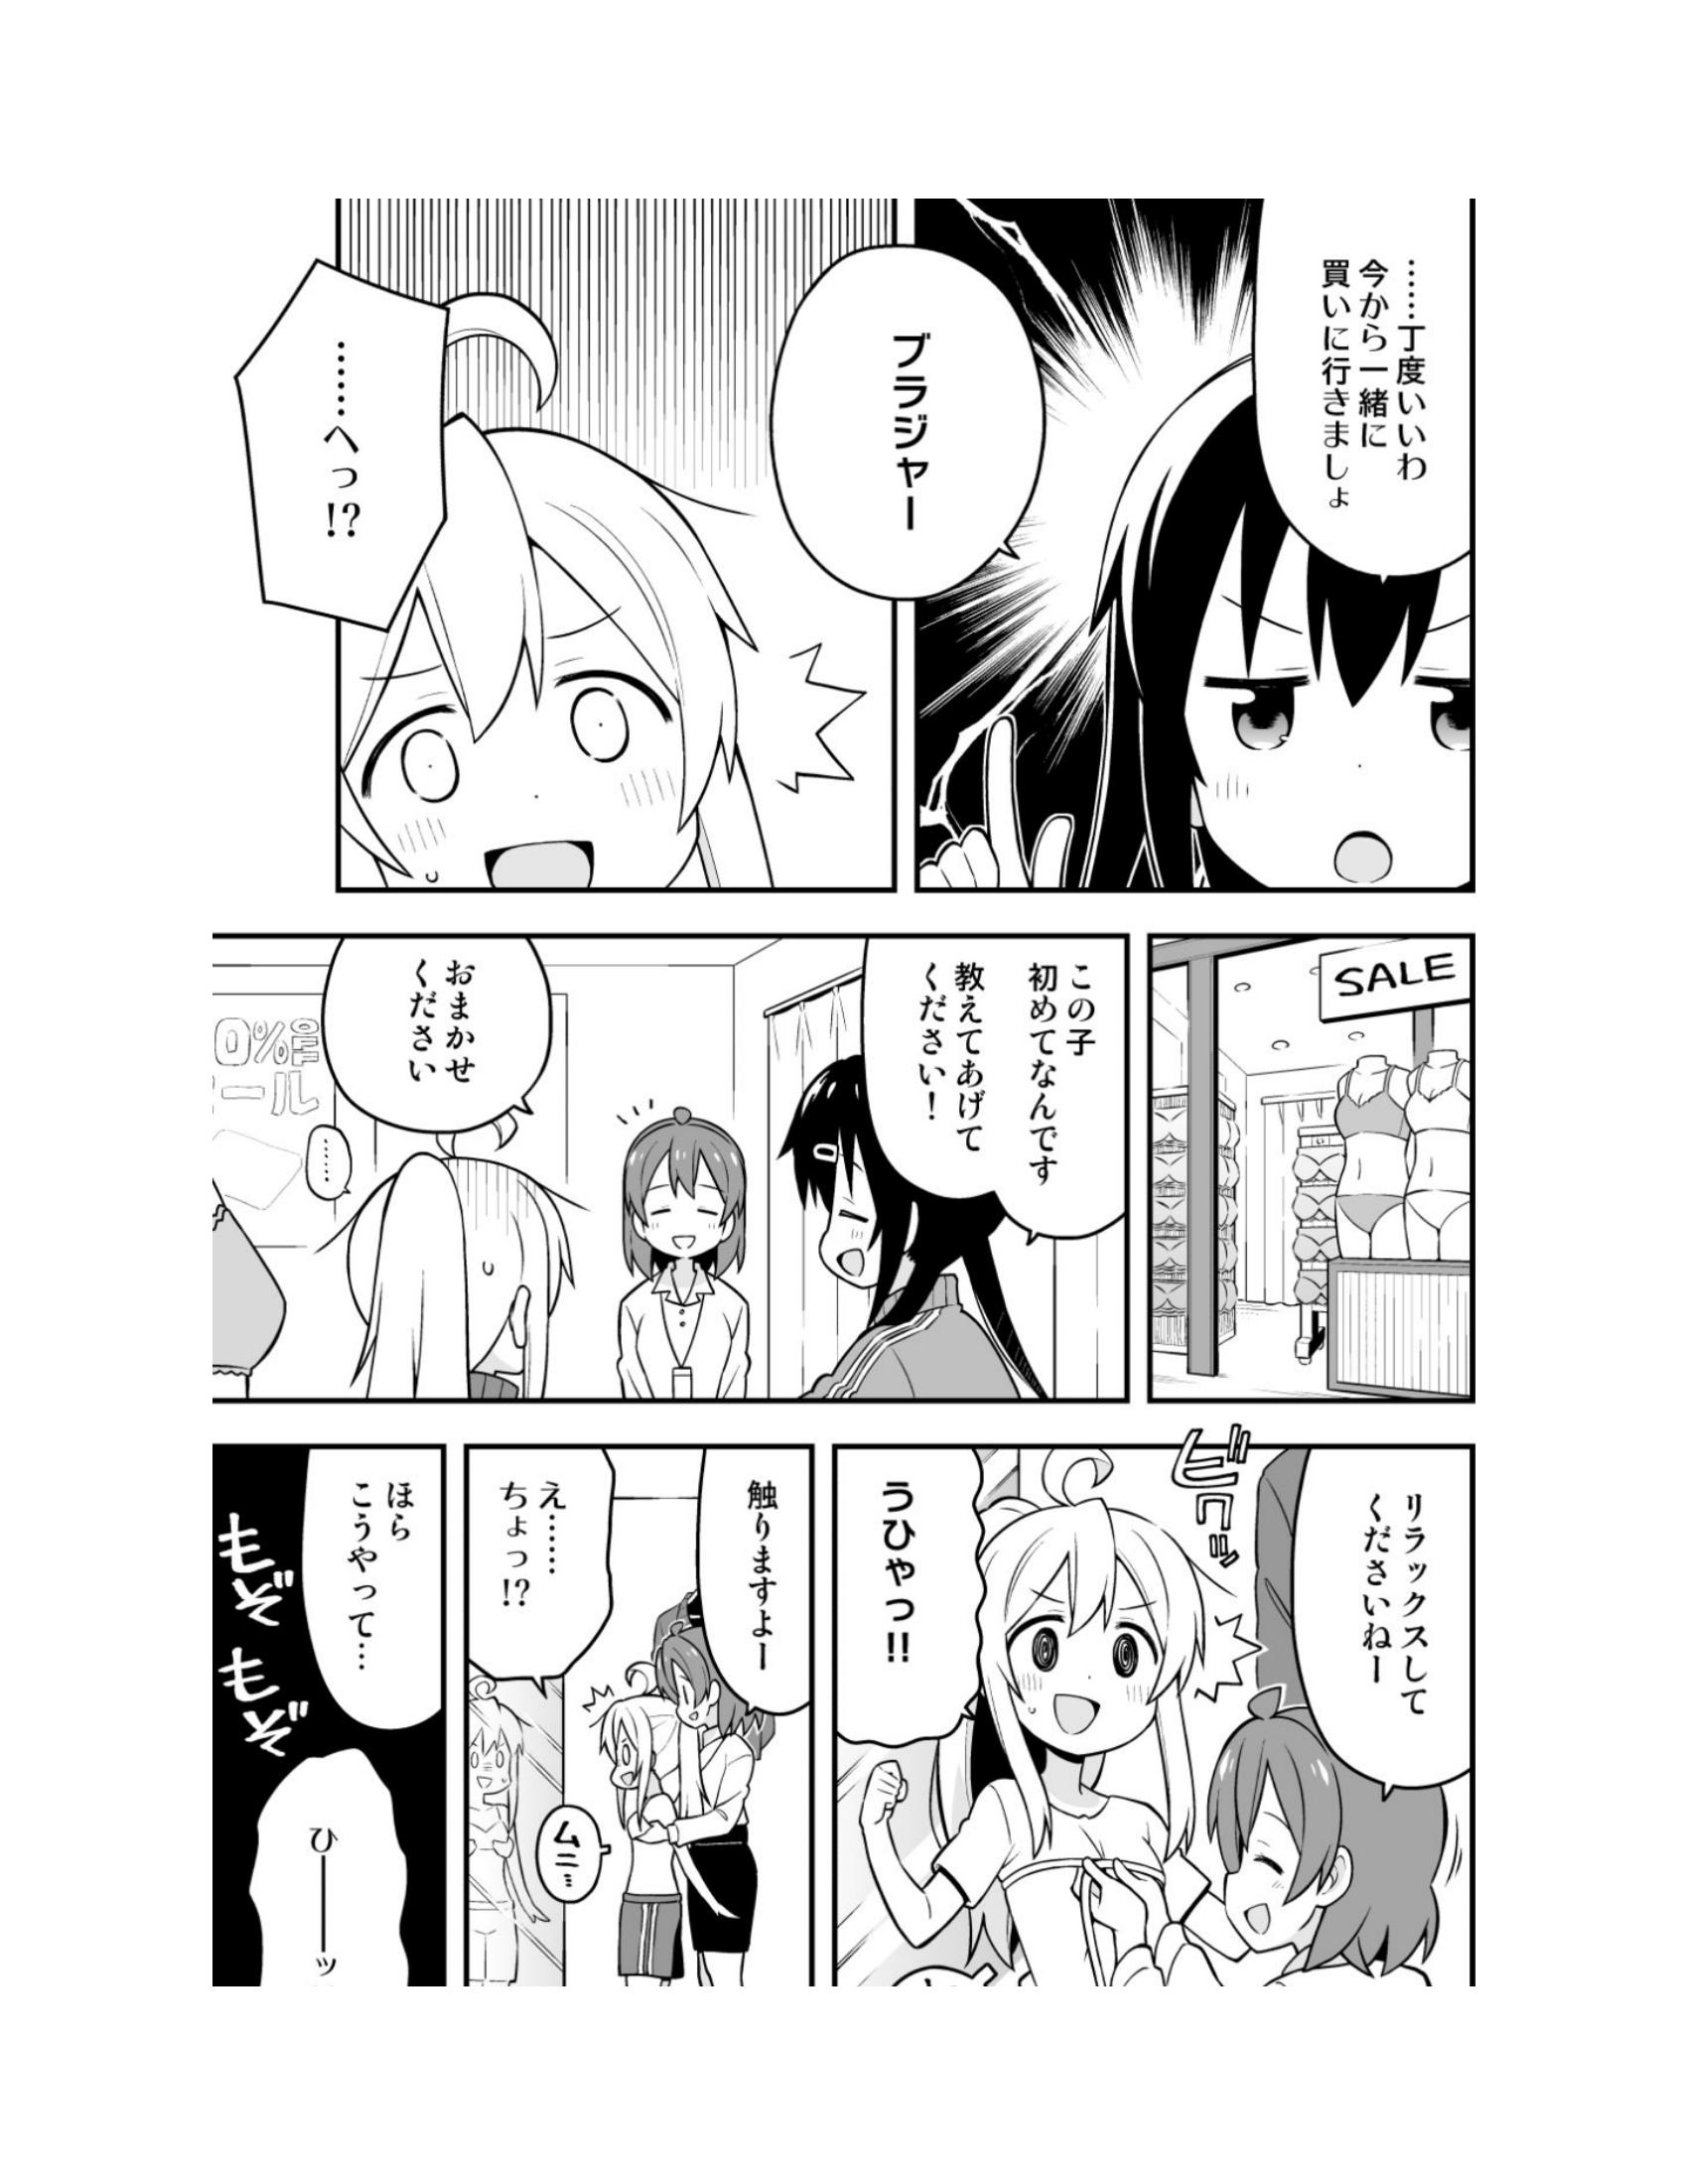 ……丁度いいわ
今から一緒に
買いに行きましょ
ブラジャー
……へっ!?
SALE
この子
初めてなんです
教えてあげて
ください!
おまかせ
ください
0%OFF
ール
……
リラックスして
くださいねー
ビクッ
うひゃっ!!
触りますよー
え……
ちょっ!?
ムニ…
ほら
こうやって…
もぞ
もぞ
ひーッ